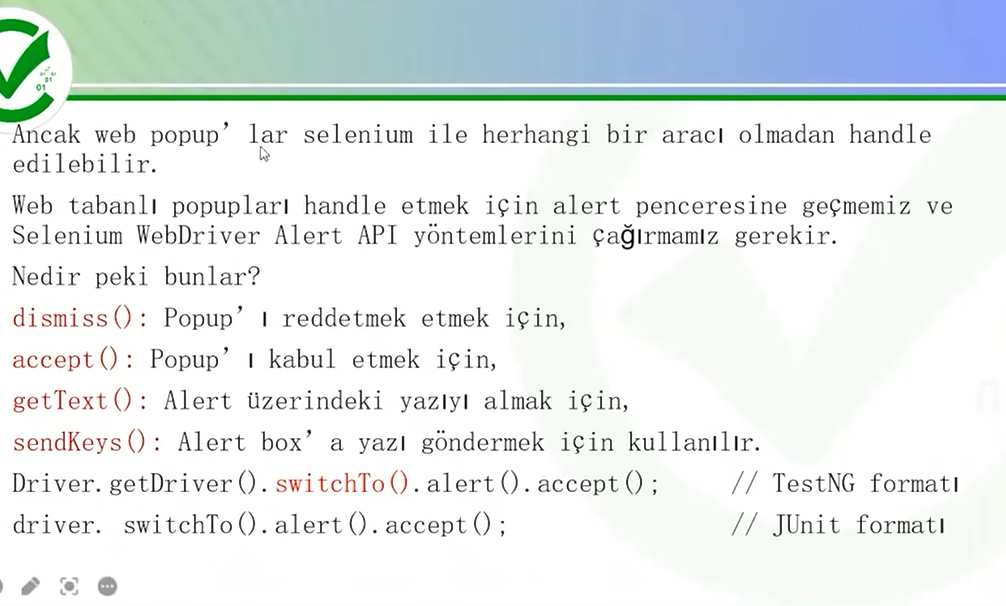 Ancak web popup’ lar selenium ile herhangi bir aracı olmadan handle
edilebilir.
Web tabanlı popupları handle etmek için alert penceresine geçmemiz ve
Selenium WebDriver Alert API yöntemlerini çağırmamız gerekir.
Nedir peki bunlar?
dismiss(): Popup’ ı reddetmek etmek için,
accept(): Popup’ ı kabul etmek için,
getText(): Alert üzerindeki yazıyı almak için,
sendKeys(): Alert box’ a yazı göndermek için kullanılır.
Driver.getDriver().switchTo().alert().accept(); // TestNG formatı
driver. switchTo().alert().accept(); // JUnit formatı